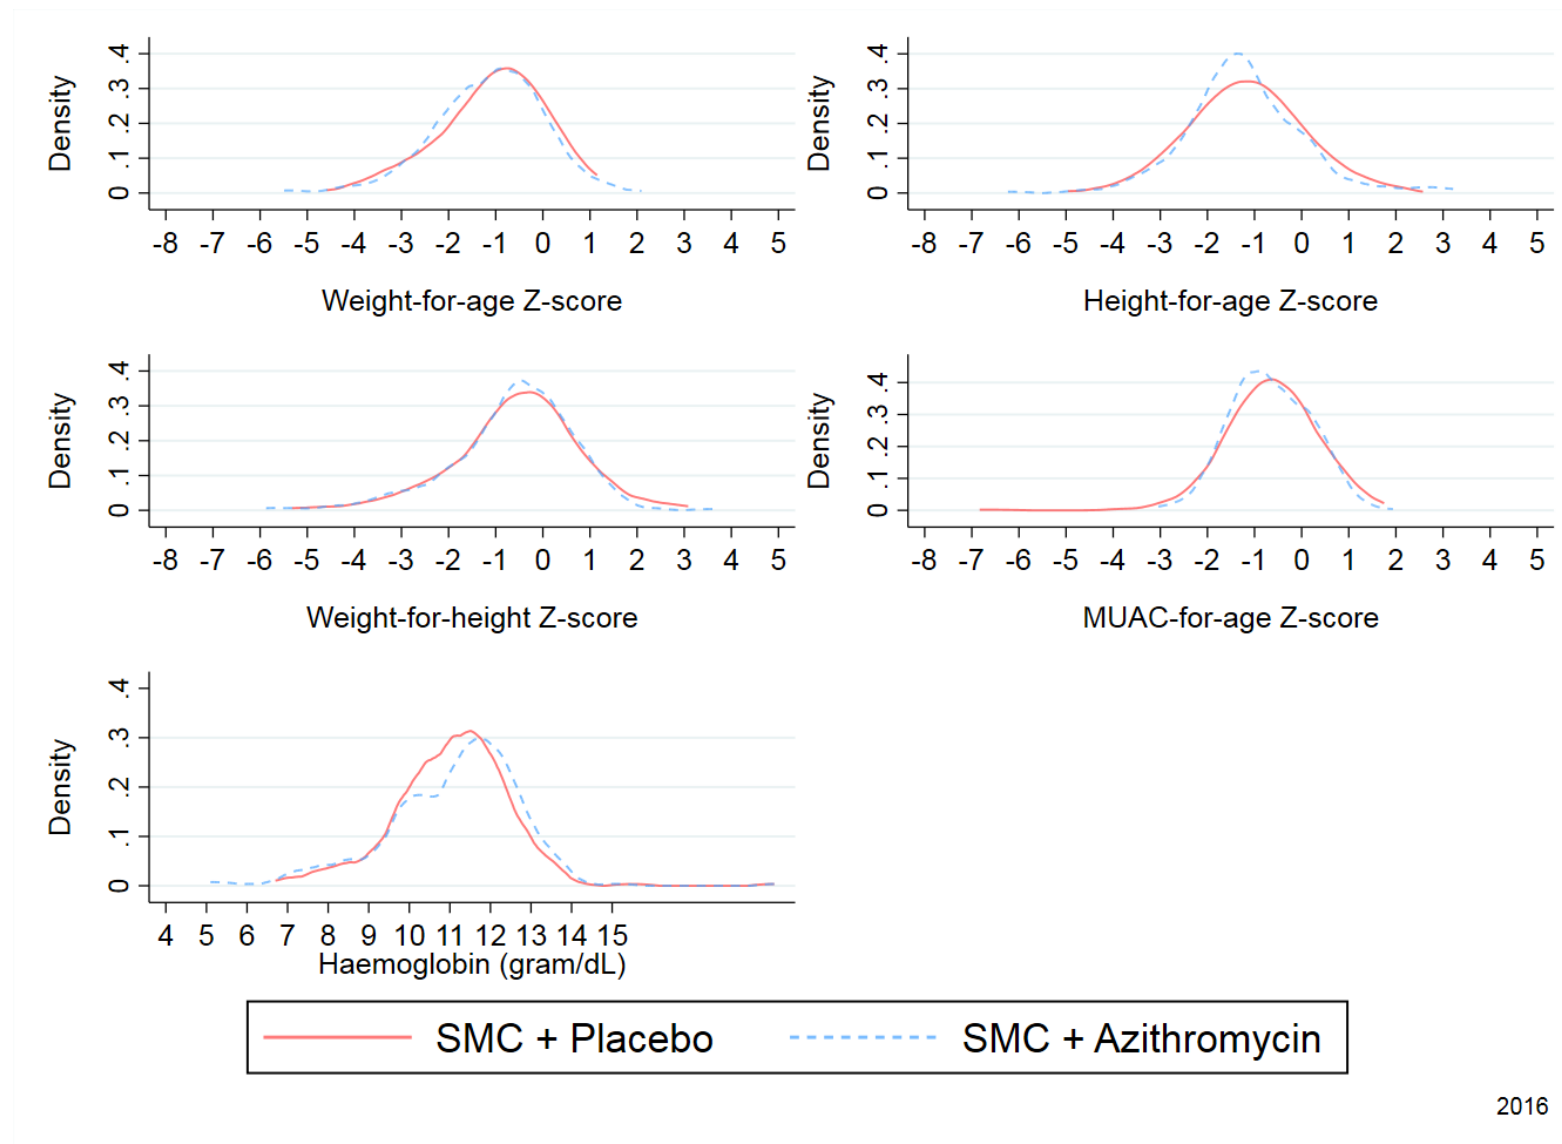 Density
.4
.3
.2
.1
0
-8 -7 -6 -5 -4 -3 -2 -1 0 1 2 3 4 5
Weight-for-age Z-score
Density
.4
.3
.2
.1
0
-8 -7 -6 -5 -4 -3 -2 -1 0 1 2 3 4 5
Height-for-age Z-score
Density
.4
.3
.2
.1
0
-8 -7 -6 -5 -4 -3 -2 -1 0 1 2 3 4 5
Weight-for-height Z-score
Density
.4
.3
.2
.1
0
-8 -7 -6 -5 -4 -3 -2 -1 0 1 2 3 4 5
MUAC-for-age Z-score
Density
.4
.3
.2
.1
0
4 5 6 7 8 9 10 11 12 13 14 15
Haemoglobin (gram/dL)
SMC + Placebo SMC + Azithromycin
2016